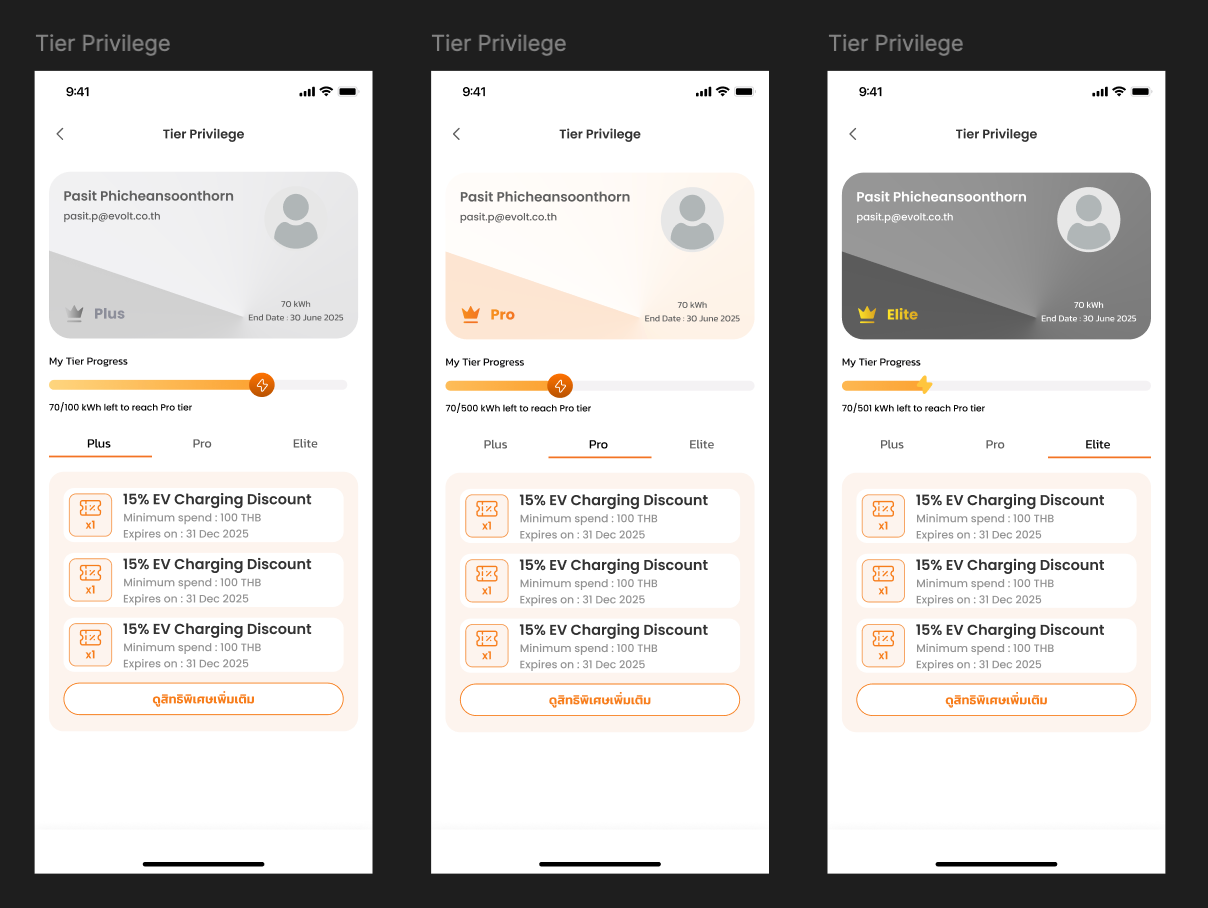 Tier Privilege
9:41
Tier Privilege
Pasit Phicheansoonthorn
pasit.p@evolt.co.th
Plus
70 kWh
End Date : 30 June 2025
My Tier Progress
70/100 kWh left to reach Pro tier
Plus Pro Elite
15% EV Charging Discount
Minimum spend : 100 THB
Expires on : 31 Dec 2025
x1
15% EV Charging Discount
Minimum spend : 100 THB
Expires on : 31 Dec 2025
x1
15% EV Charging Discount
Minimum spend : 100 THB
Expires on : 31 Dec 2025
x1
ดูสิทธิพิเศษเพิ่มเติม
Tier Privilege
9:41
Tier Privilege
Pasit Phicheansoonthorn
pasit.p@evolt.co.th
Pro
70 kWh
End Date : 30 June 2025
My Tier Progress
70/500 kWh left to reach Pro tier
Plus Pro Elite
15% EV Charging Discount
Minimum spend : 100 THB
Expires on : 31 Dec 2025
x1
15% EV Charging Discount
Minimum spend : 100 THB
Expires on : 31 Dec 2025
x1
15% EV Charging Discount
Minimum spend : 100 THB
Expires on : 31 Dec 2025
x1
ดูสิทธิพิเศษเพิ่มเติม
Tier Privilege
9:41
Tier Privilege
Pasit Phicheansoonthorn
pasit.p@evolt.co.th
Elite
70 kWh
End Date : 30 June 2025
My Tier Progress
70/501 kWh left to reach Pro tier
Plus Pro Elite
15% EV Charging Discount
Minimum spend : 100 THB
Expires on : 31 Dec 2025
x1
15% EV Charging Discount
Minimum spend : 100 THB
Expires on : 31 Dec 2025
x1
15% EV Charging Discount
Minimum spend : 100 THB
Expires on : 31 Dec 2025
x1
ดูสิทธิพิเศษเพิ่มเติม